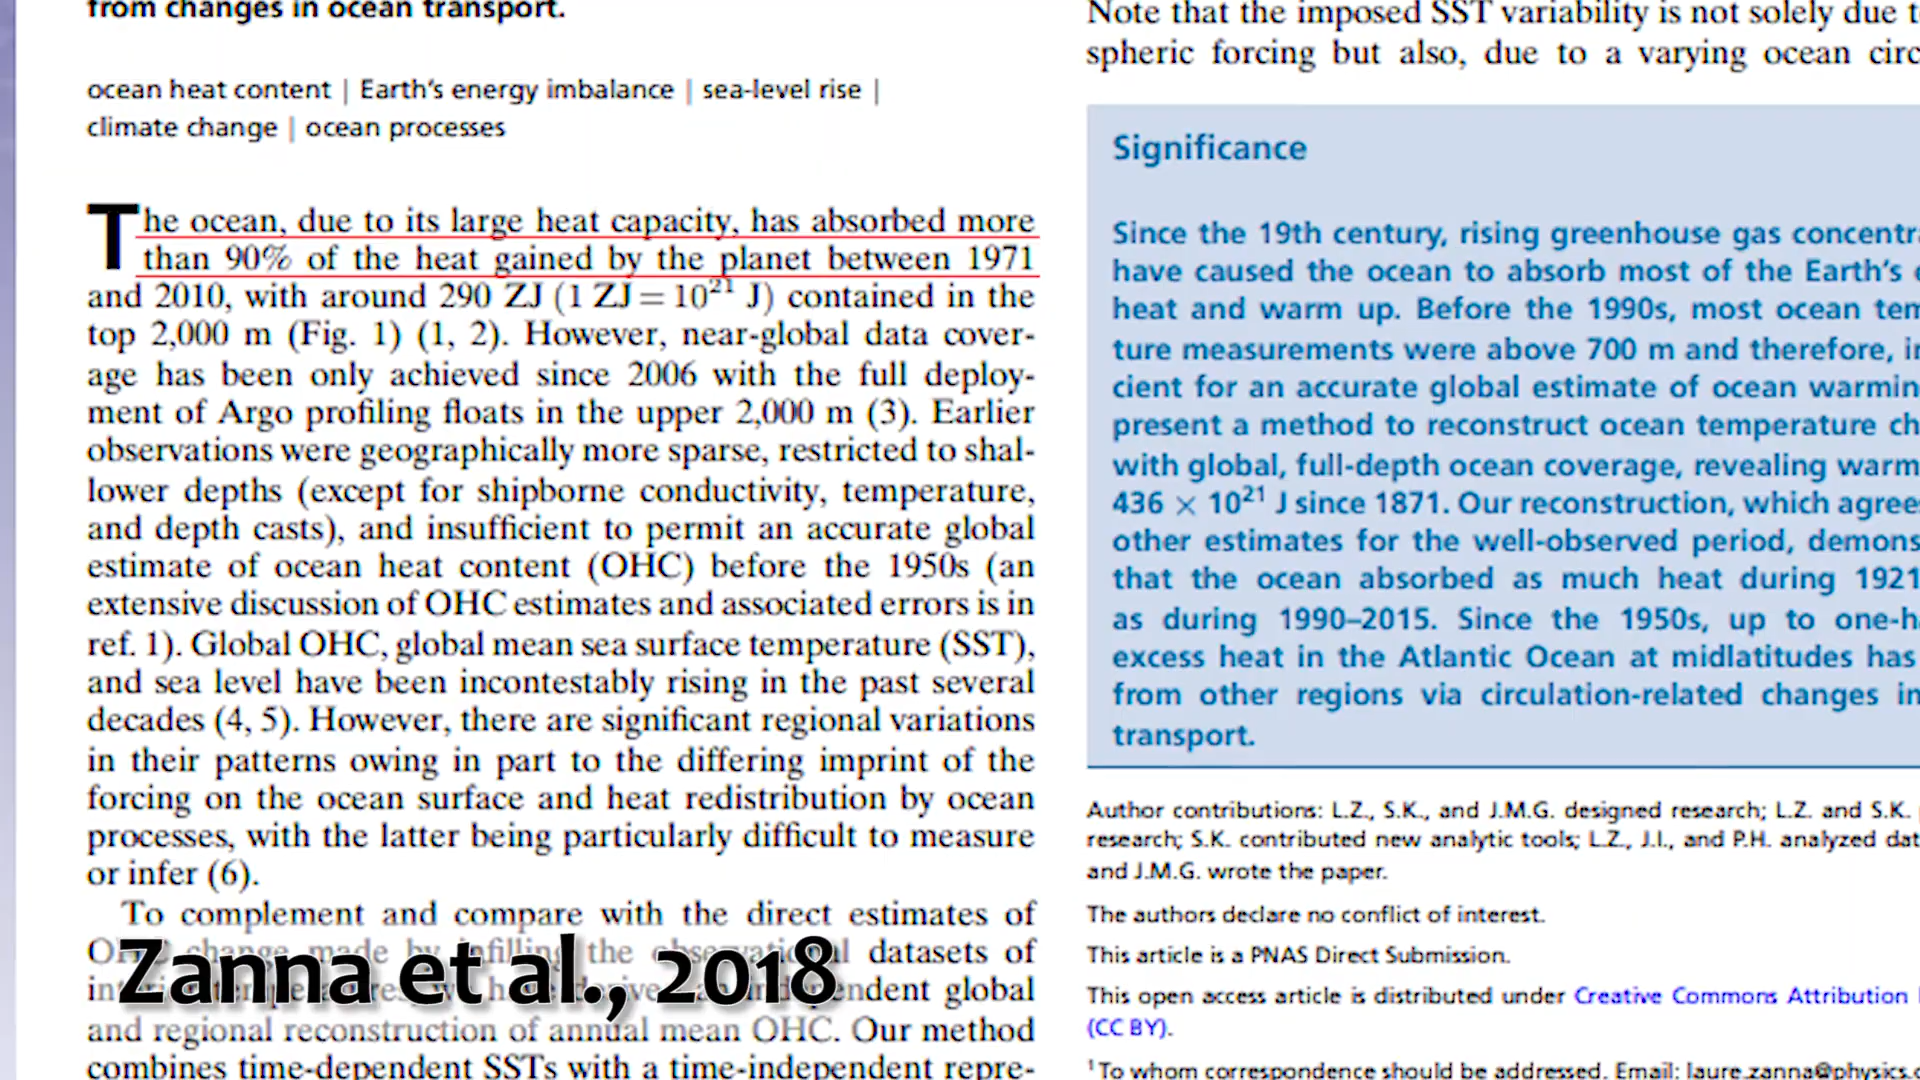 from changes in ocean transport.
ocean heat content | Earth's energy imbalance | sea-level rise |
climate change | ocean processes
The ocean, due to its large heat capacity, has absorbed more
than 90% of the heat gained by the planet between 1971
and 2010, with around 290 ZJ (1 ZJ = 10²¹ J) contained in the
top 2,000 m (Fig. 1) (1, 2). However, near-global data cover-
age has been only achieved since 2006 with the full deploy-
ment of Argo profiling floats in the upper 2,000 m (3). Earlier
observations were geographically more sparse, restricted to shal-
lower depths (except for shipborne conductivity, temperature,
and depth casts), and insufficient to permit an accurate global
estimate of ocean heat content (OHC) before the 1950s (an
extensive discussion of OHC estimates and associated errors is in
ref. 1). Global OHC, global mean sea surface temperature (SST),
and sea level have been incontestably rising in the past several
decades (4, 5). However, there are significant regional variations
in their patterns owing in part to the differing imprint of the
forcing on the ocean surface and heat redistribution by ocean
processes, with the latter being particularly difficult to measure
or infer (6).
To complement and compare with the direct estimates of
change made by infilling the datasets of
global
and regional reconstruction of annual mean OHC. Our method
combines time-dependent SSTs with a time-independent repre-
Zanna et al., 2018
Note that the imposed SST variability is not solely due
spheric forcing but also, due to a varying ocean
Significance
Since the 19th century, rising greenhouse gas
have caused the ocean to absorb most of the Earth's
heat and warm up. Before the 1990s, most ocean
ture measurements were above 700 m and therefore,
cient for an accurate global estimate of ocean
present a method to reconstruct ocean temperature
with global, full-depth ocean coverage, revealing
436 × 10²¹ J since 1871. Our reconstruction, which
other estimates for the well-observed period,
that the ocean absorbed as much heat during 1921
as during 1990–2015. Since the 1950s, up to
excess heat in the Atlantic Ocean at midlatitudes has
from other regions via circulation-related changes in
transport.
Author contributions: L.Z., S.K., and J.M.G. designed research; L.Z. and S.K.
research; S.K. contributed new analytic tools; L.Z., J.I., and P.H. analyzed
and J.M.G. wrote the paper.
The authors declare no conflict of interest.
This article is a PNAS Direct Submission.
This open access article is distributed under Creative Commons Attribution
(CC BY).
¹To whom correspondence should be addressed. Email: laure.zanna@physics.